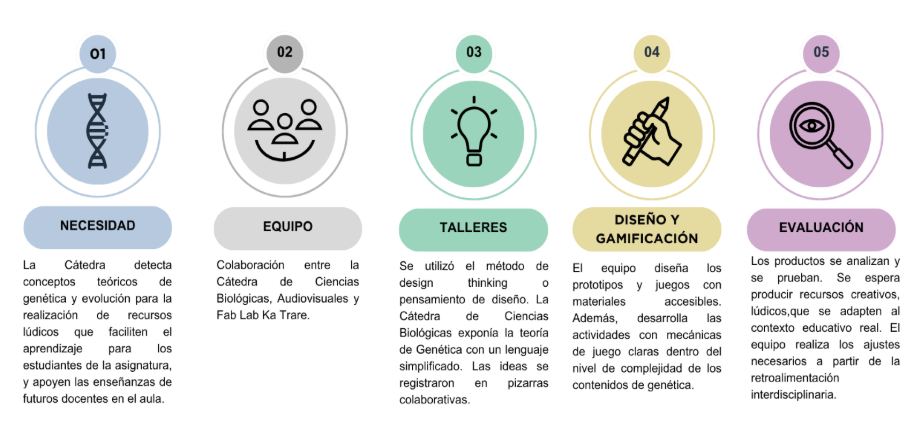 01
NECESIDAD
La Cátedra detecta
conceptos teóricos de
genética y evolución para la
realización de recursos
lúdicos que faciliten el
aprendizaje para los
estudiantes de la asignatura,
y apoyen las enseñanzas de
futuros docentes en el aula.
02
EQUIPO
Colaboración entre la
Cátedra de Ciencias
Biológicas, Audiovisuales y
Fab Lab Ka Trare.
03
TALLERES
Se utilizó el método de
design thinking o
pensamiento de diseño. La
Cátedra de Ciencias
Biológicas exponía la teoría
de Genética con un lenguaje
simplificado. Las ideas se
registraron en pizarras
colaborativas.
04
DISEÑO Y
GAMIFICACIÓN
El equipo diseña los
prototipos y juegos con
materiales accesibles.
Además, desarrolla las
actividades con mecánicas
de juego claras dentro del
nivel de complejidad de los
contenidos de genética.
05
EVALUACIÓN
Los productos se analizan y
se prueban. Se espera
producir recursos creativos,
lúdicos,que se adapten al
contexto educativo real. El
equipo realiza los ajustes
necesarios a partir de la
retroalimentación
interdisciplinaria.